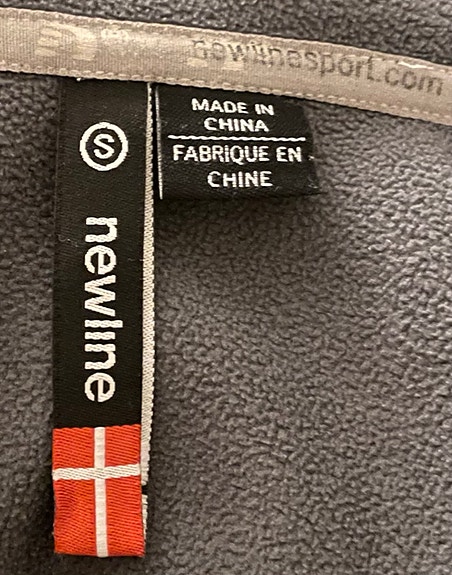 newlinesport.com
MADE IN
CHINA
FABRIQUE EN
CHINE
S
newline